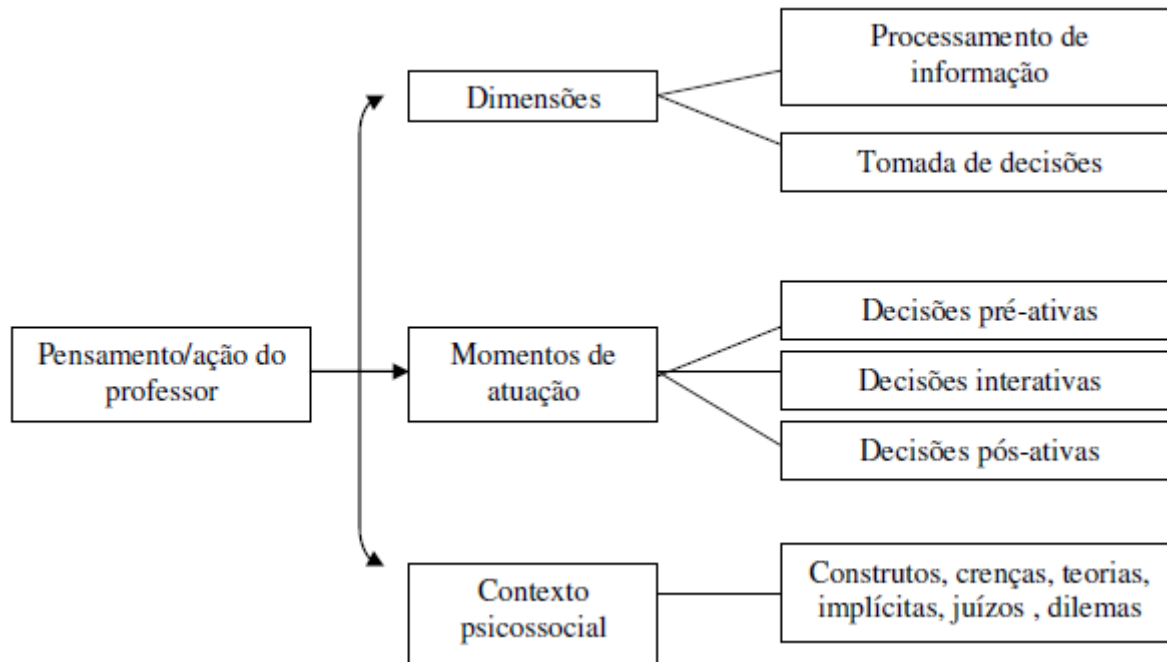 Processamento de
informação
Dimensões
Tomada de decisões
Decisões pré-ativas
Pensamento/ação do
professor
Momentos de
atuação
Decisões interativas
Decisões pós-ativas
Contexto
psicossocial
Construtos, crenças, teorias,
implícitas, juízos , dilemas